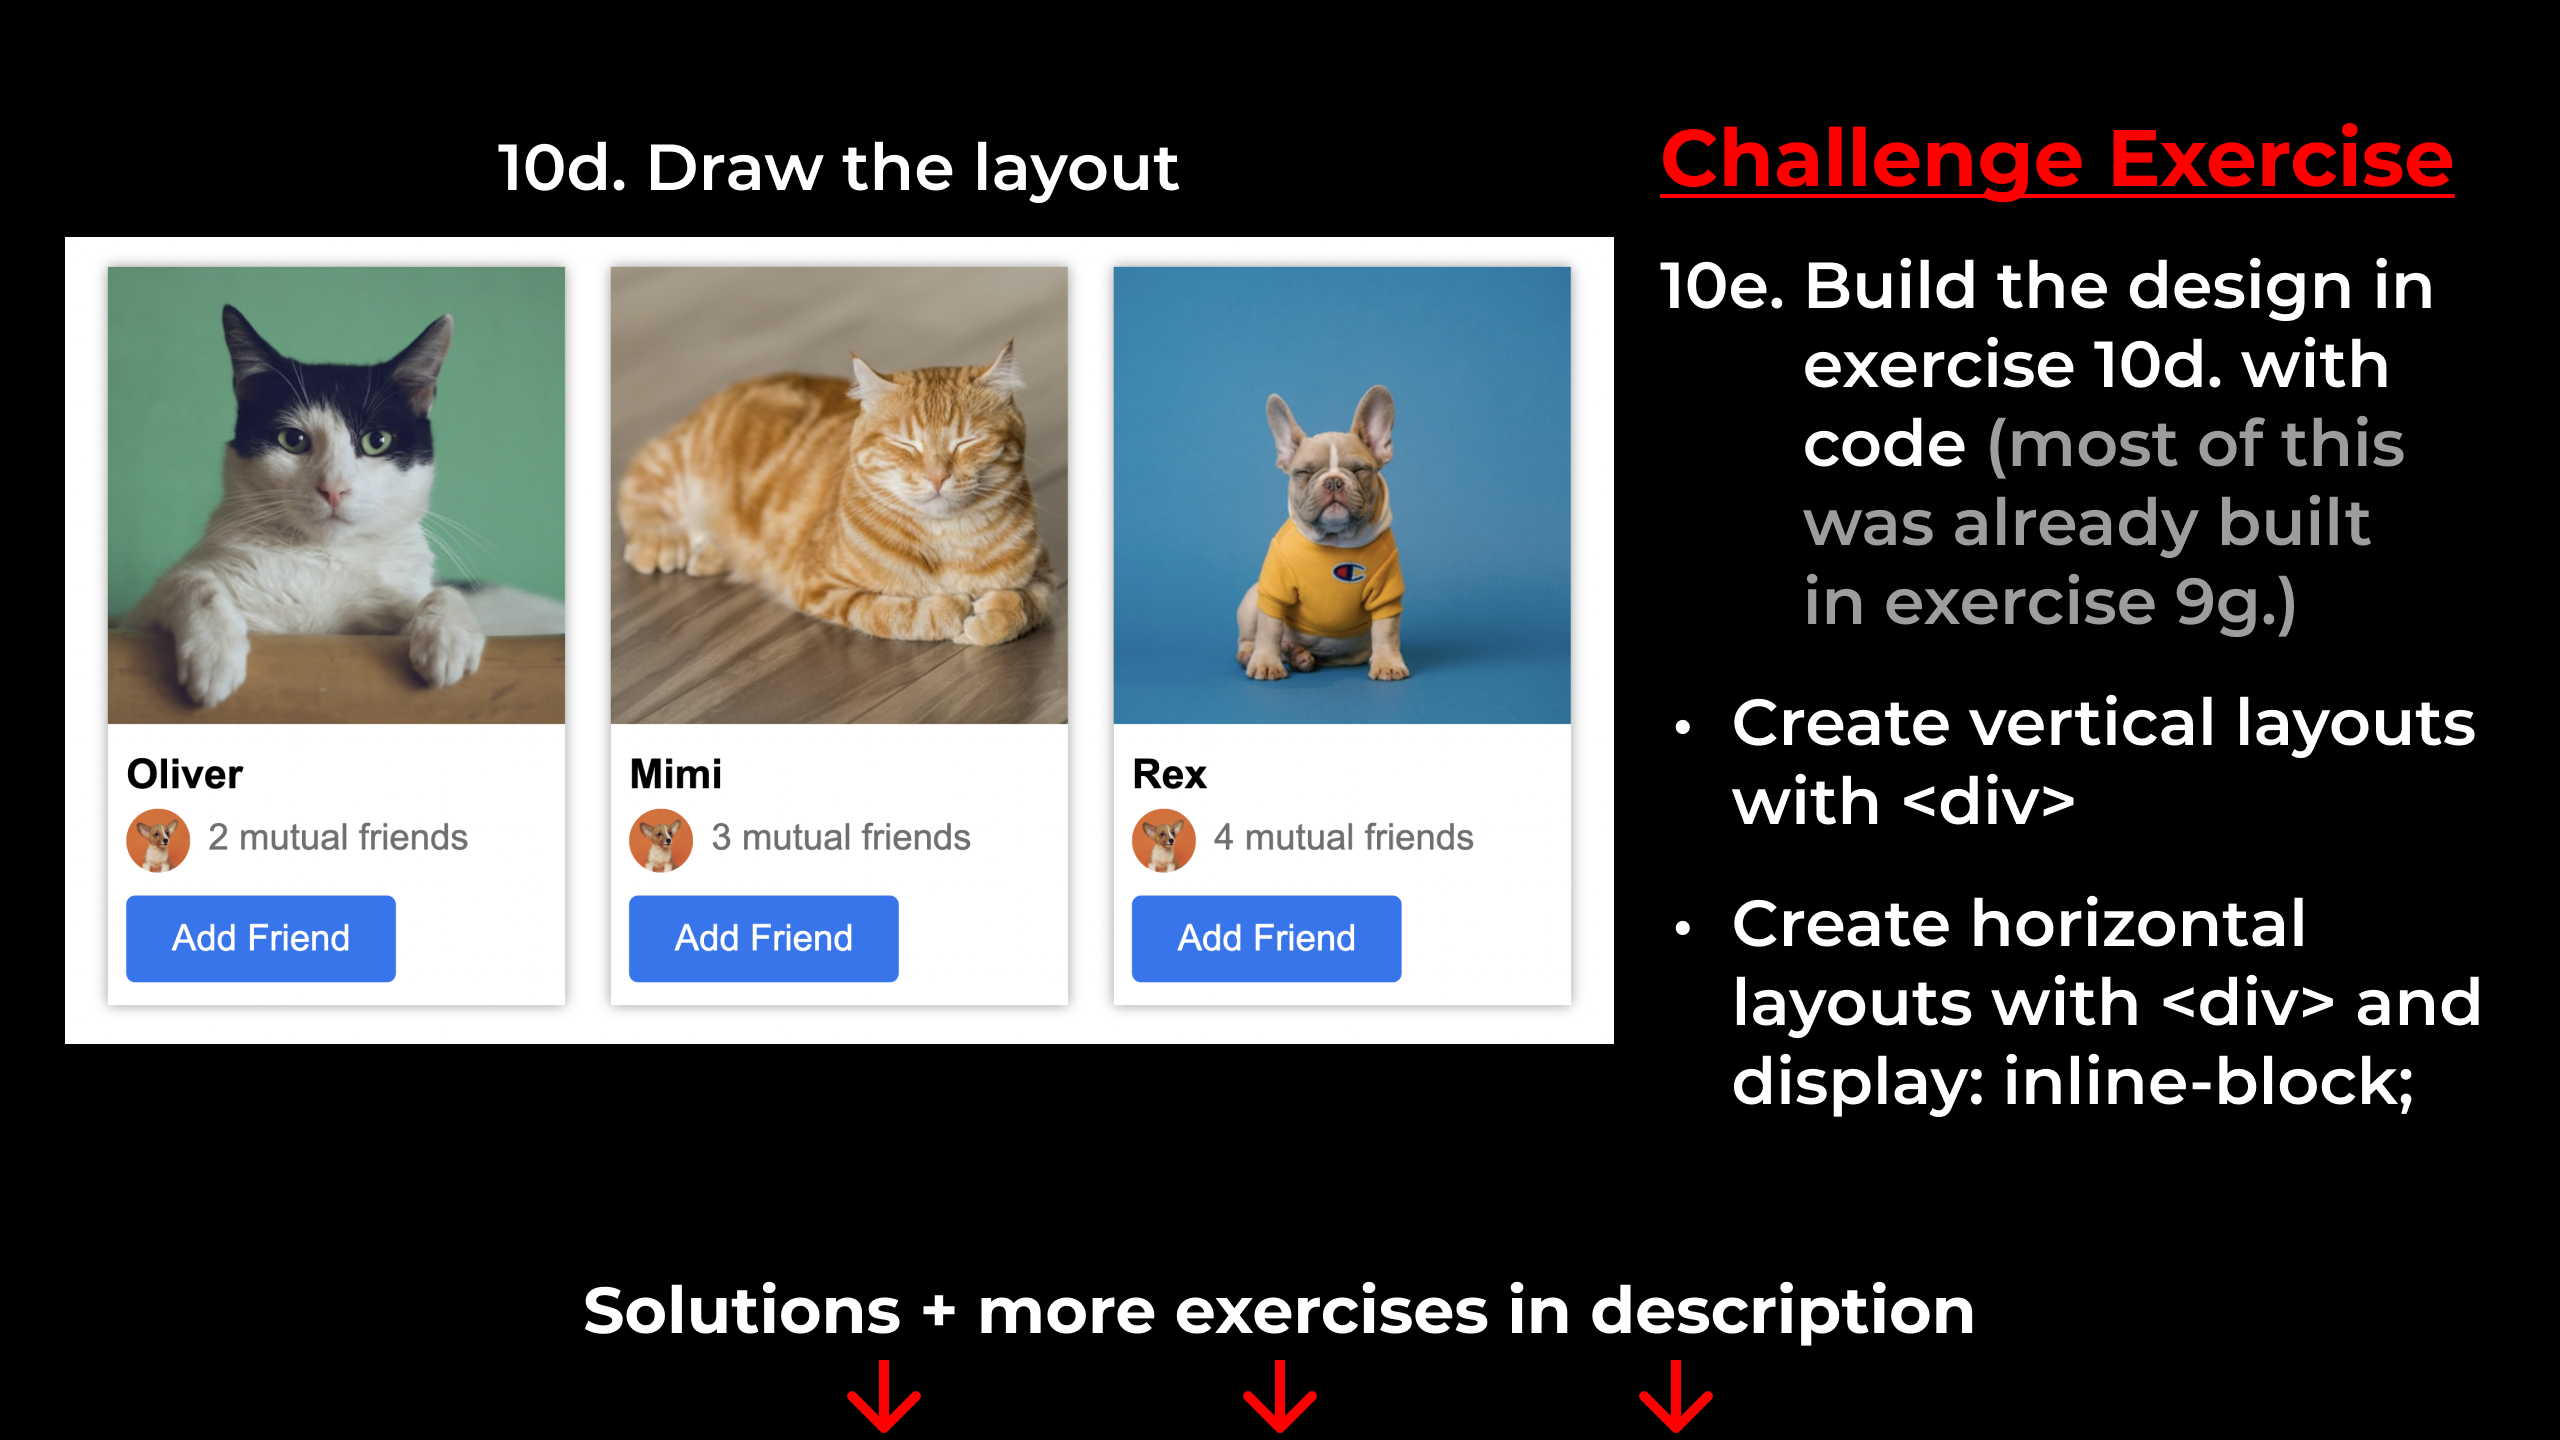 10d. Draw the layout
Oliver
2 mutual friends
Add Friend
Mimi
3 mutual friends
Add Friend
Rex
4 mutual friends
Add Friend
Challenge Exercise
10e. Build the design in
exercise 10d. with
code (most of this
was already built
in exercise 9g.)
• Create vertical layouts
with <div>
• Create horizontal
layouts with <div> and
display: inline-block;
Solutions + more exercises in description